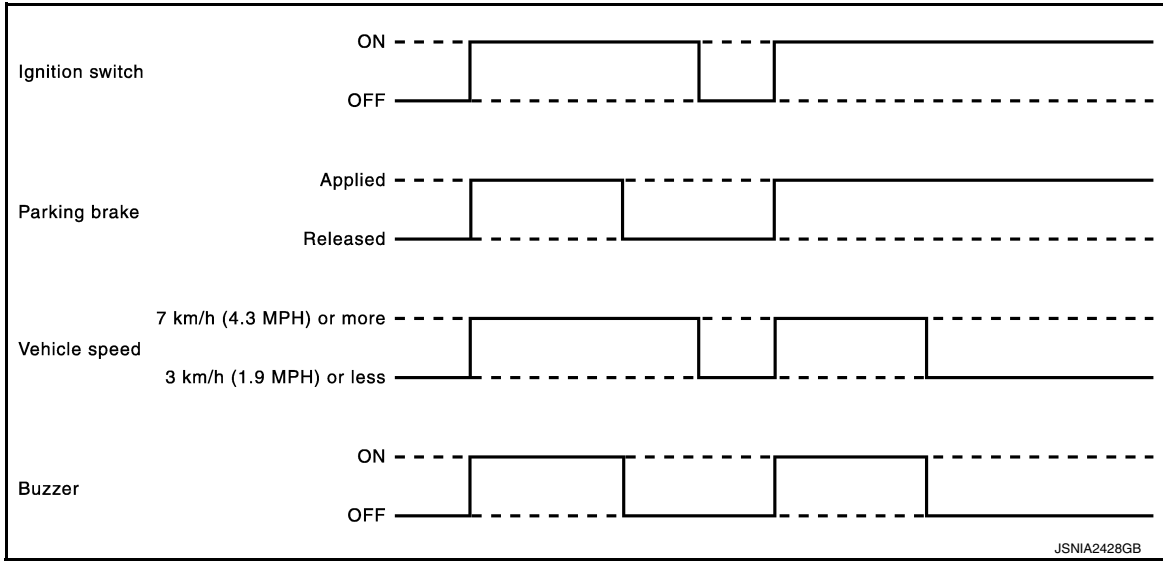 ON
Ignition switch
OFF
Applied
Parking brake
Released
7 km/h (4.3 MPH) or more
Vehicle speed
3 km/h (1.9 MPH) or less
ON
Buzzer
OFF
JSNIA2428GB